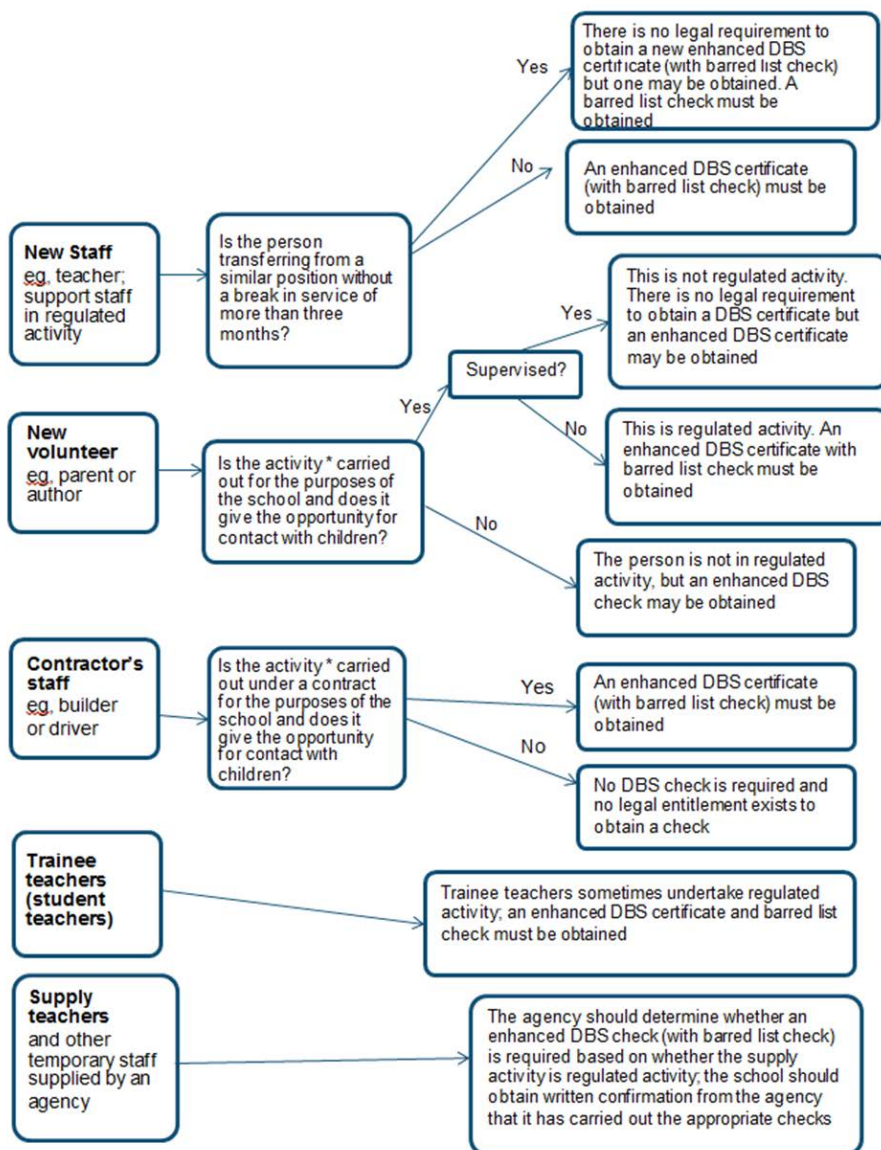 There is no legal requirement to
obtain a new enhanced DBS
certificate (with barred list check)
but one may be obtained. A
barred list check must be
obtained
Yes
No
An enhanced DBS certificate
(with barred list check) must be
obtained
New Staff
eg, teacher;
support staff
in regulated
activity
Is the person
transferring from a
similar position without
a break in service of
more than three
months?
This is not regulated activity.
There is no legal requirement
to obtain a DBS certificate but
an enhanced DBS certificate
may be obtained
Yes
Supervised?
Yes
No
This is regulated activity. An
enhanced DBS certificate with
barred list check must be
obtained
New
volunteer
eg, parent or
author
Is the activity * carried
out for the purposes of
the school and does it
give the opportunity for
contact with children?
No
The person is not in regulated
activity, but an enhanced DBS
check may be obtained
Contractor's
staff
eg, builder
or driver
Is the activity * carried
out under a contract
for the purposes of the
school and does it
give the opportunity
for contact with
children?
Yes
An enhanced DBS certificate
(with barred list check) must be
obtained
No
No DBS check is required and
no legal entitlement exists to
obtain a check
Trainee
teachers
(student
teachers)
Trainee teachers sometimes undertake regulated
activity; an enhanced DBS certificate and barred list
check must be obtained
Supply
teachers
and other
temporary staff
supplied by an
agency
The agency should determine whether an
enhanced DBS check (with barred list check)
is required based on whether the supply
activity is regulated activity; the school should
obtain written confirmation from the agency
that it has carried out the appropriate checks